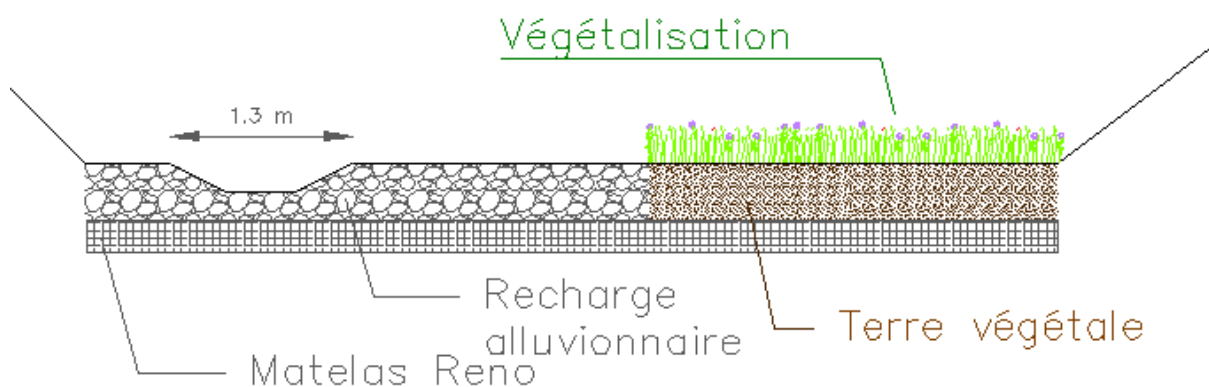 Végétalisation
1.3 m
Recharge
alluvionnaire
Terre végétale
Matelas Reno